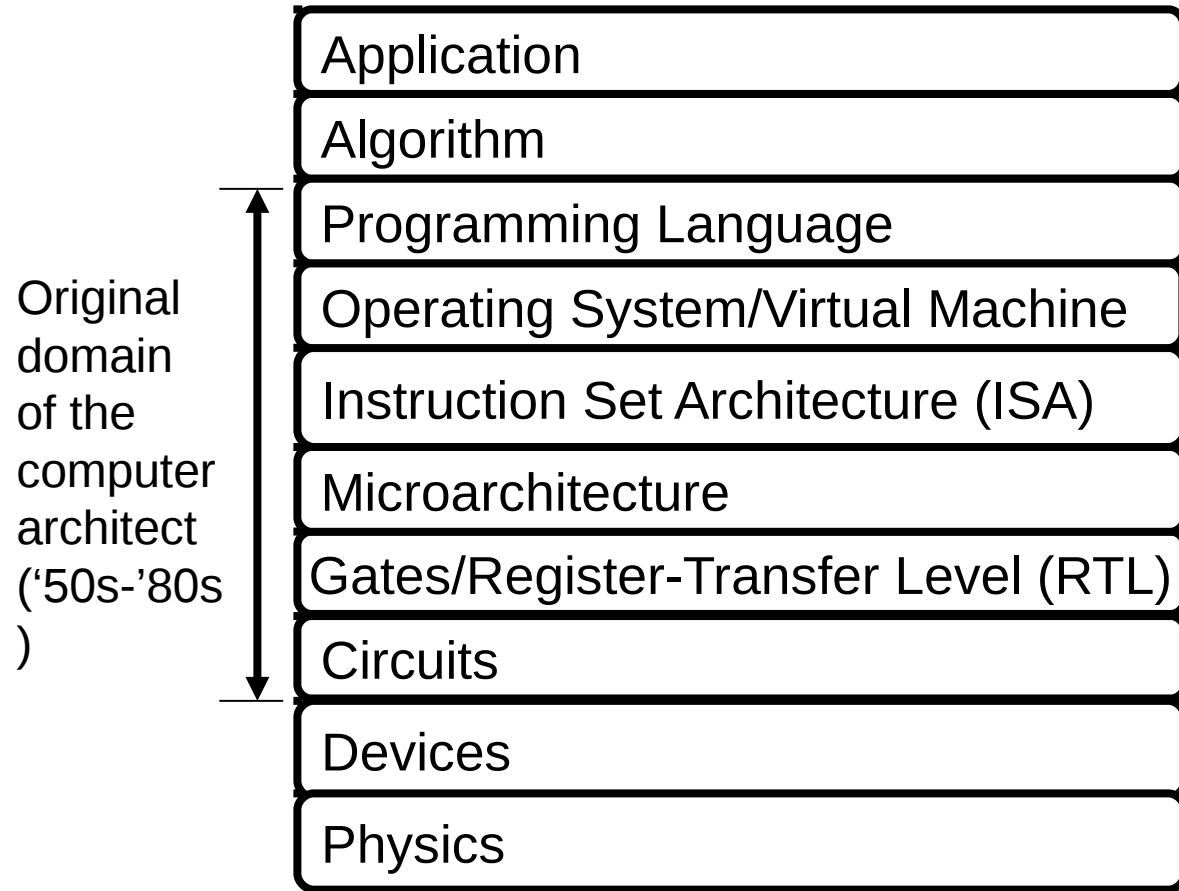 Application
Algorithm
Programming Language
Operating System/Virtual Machine
Instruction Set Architecture (ISA)
Microarchitecture
Gates/Register-Transfer Level (RTL)
Circuits
Devices
Physics
Original
domain
of the
computer
architect
(‘50s-’80s
)